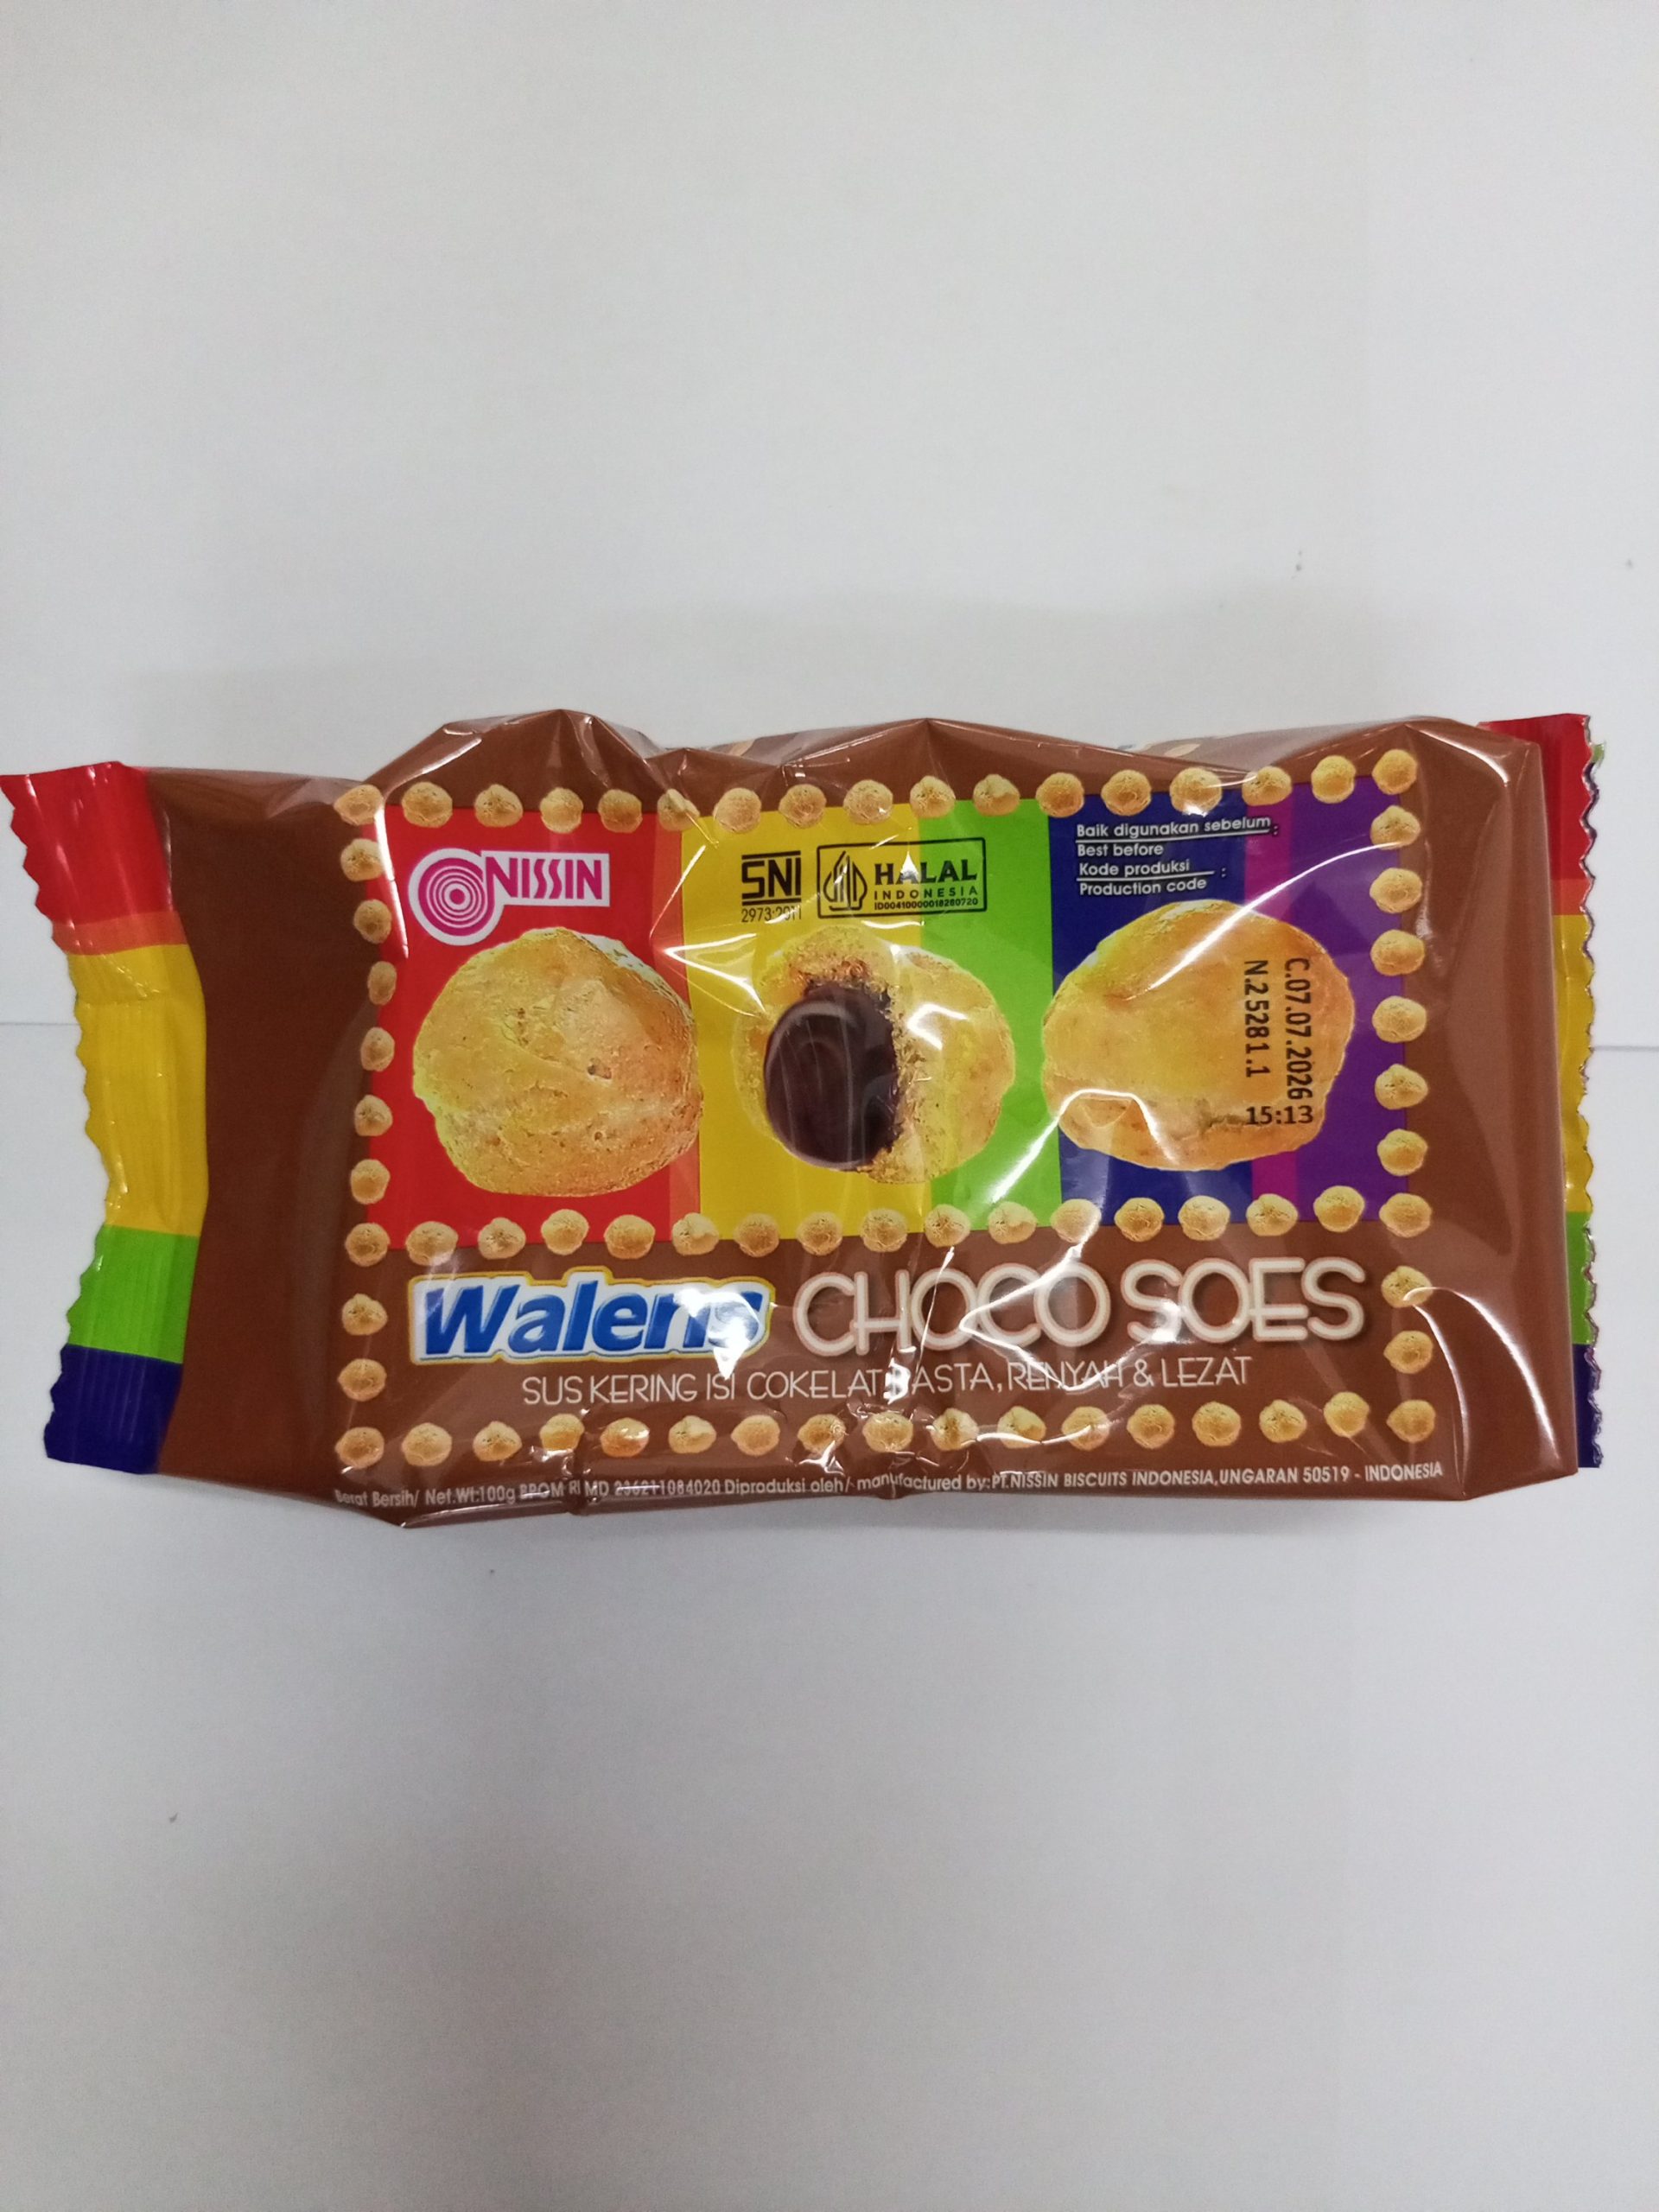 NISSIN
SNI
2973:2011
HALAL
INDONESIA
ID00410000018280720
Baik digunakan sebelum :
Best before
Kode produksi :
Production code
C.07.07.2026
N.25281.1
15:13
Walens CHOCO SOES
SUS KERING ISI COKELAT PASTA, RENYAH & LEZAT
Berat Bersih/ Net.Wt:100g BPOM RI MD 236211084020 Diproduksi oleh/ manufactured by:PT.NISSIN BISCUITS INDONESIA,UNGARAN 50519 - INDONESIA